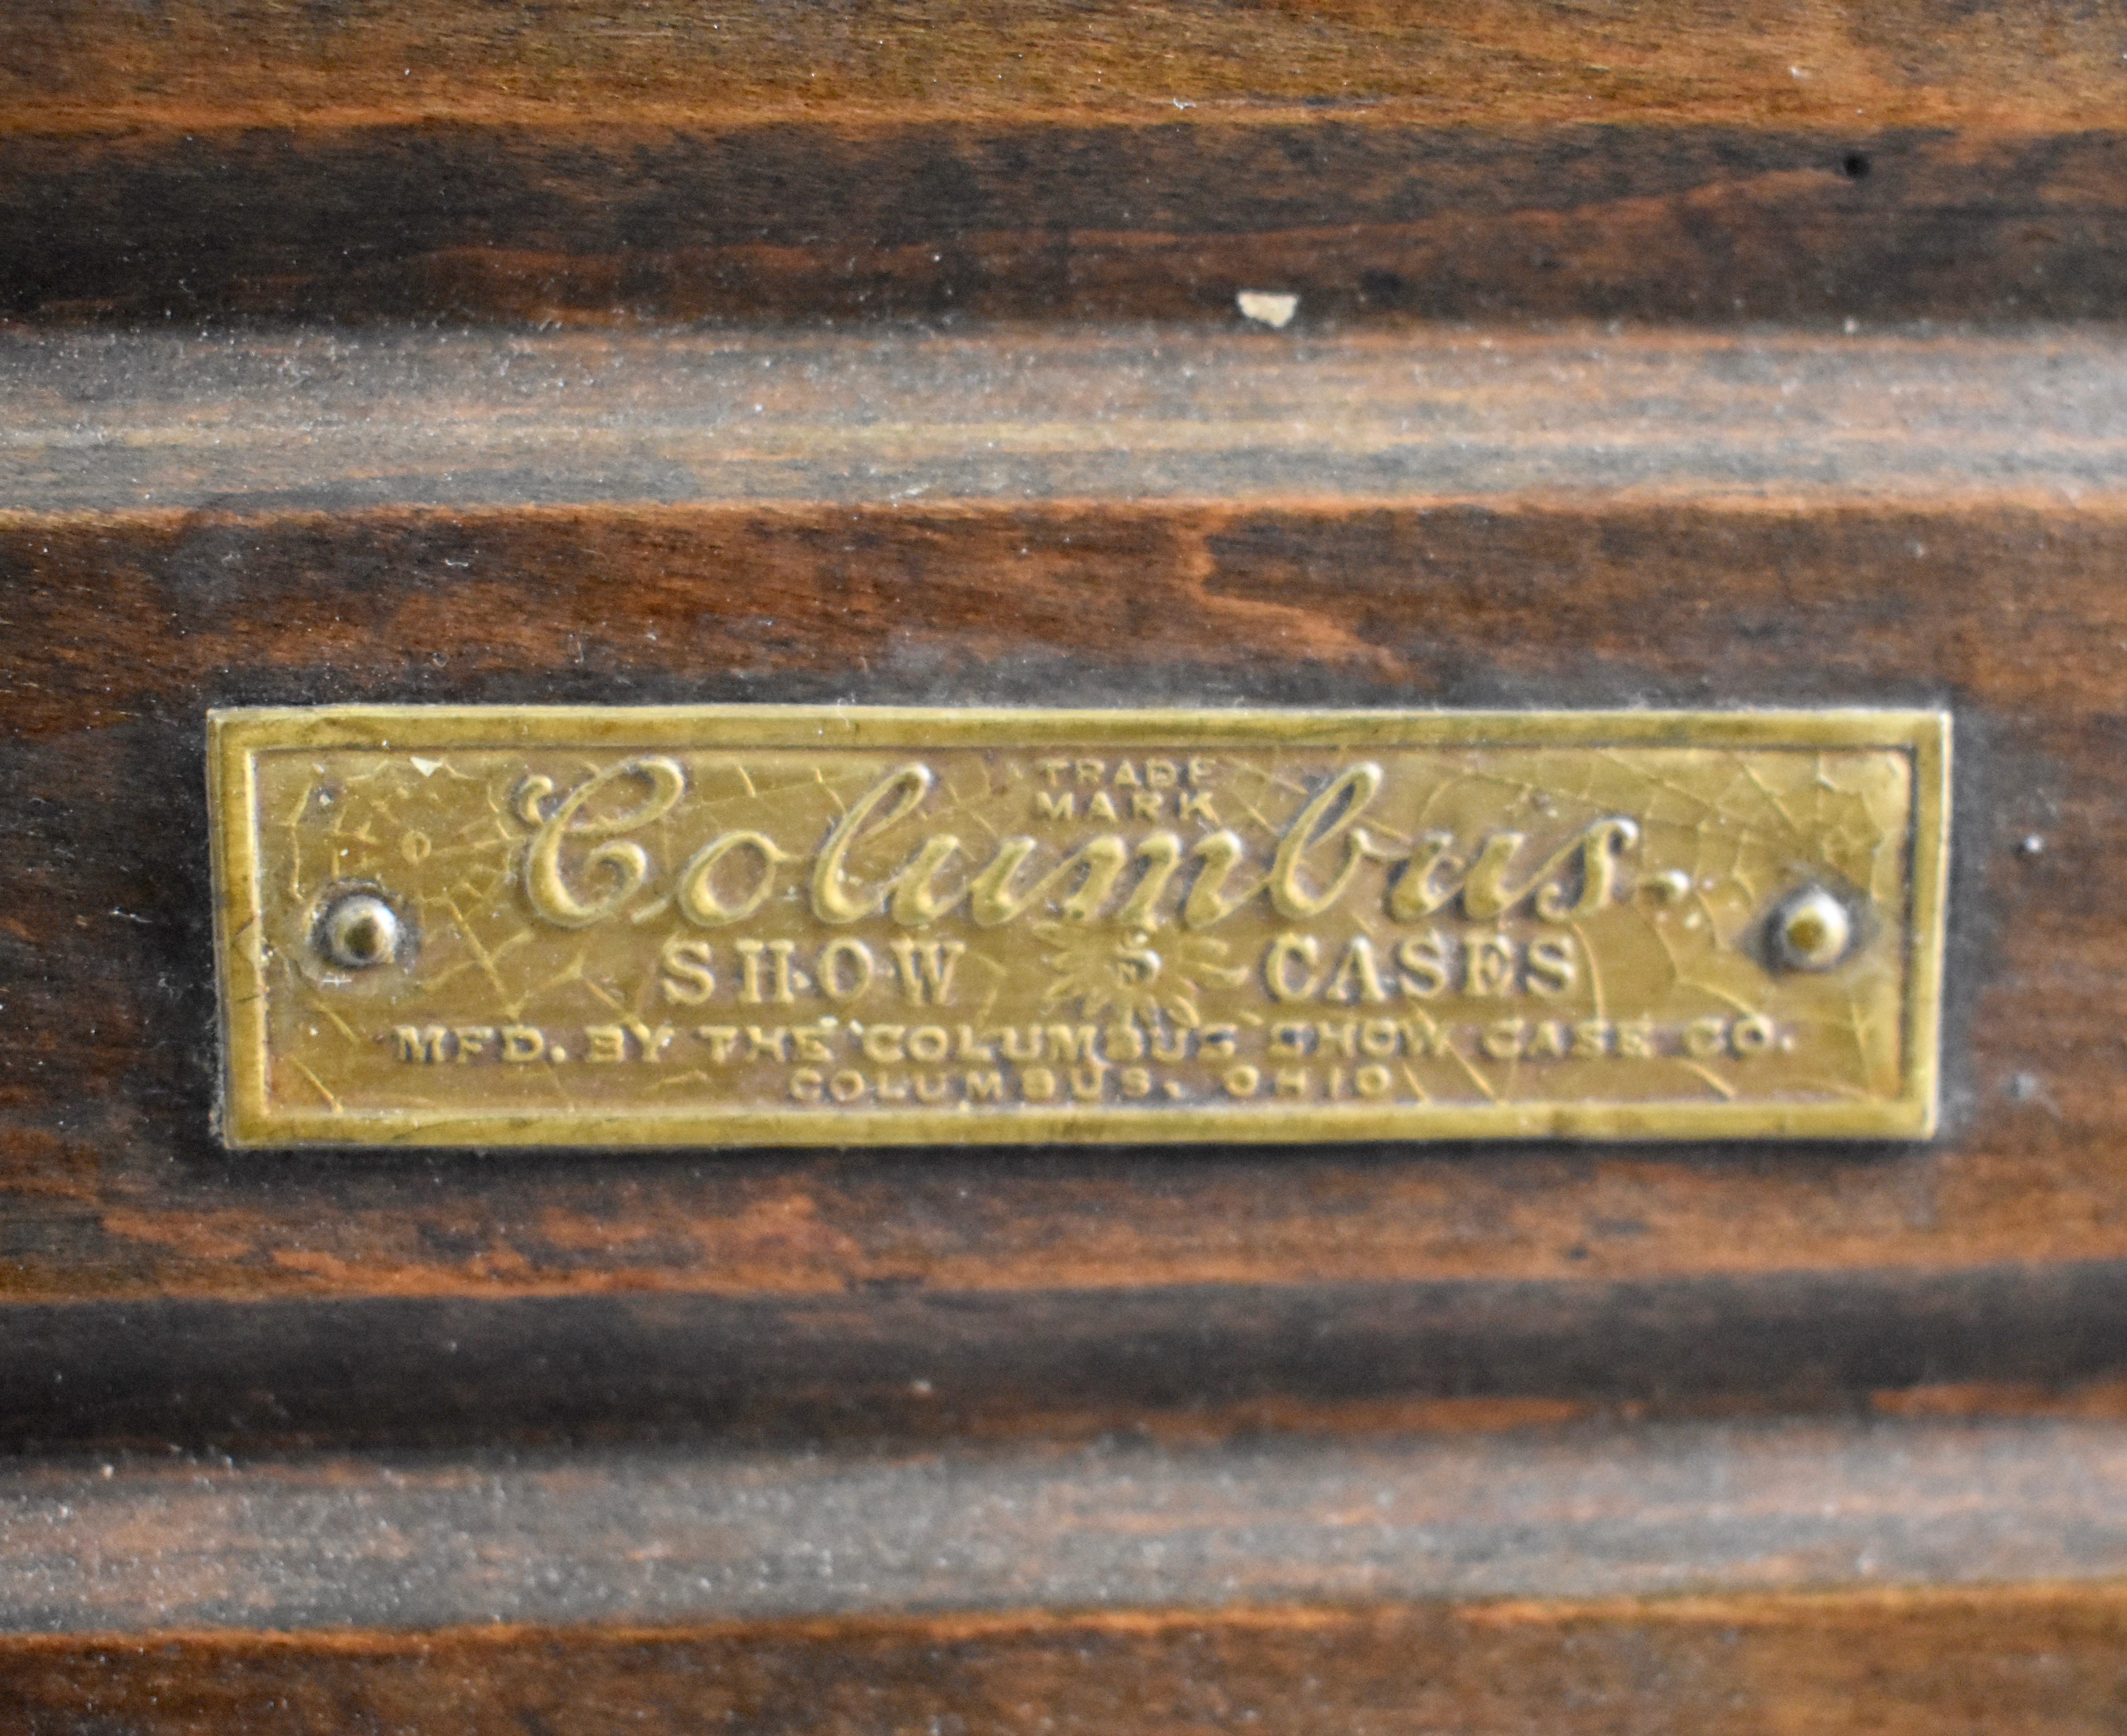 TRADE
MARK
Columbus.
SHOW S CASES
MFD. BY THE COLUMBUS SHOW CASE CO.
COLUMBUS, OHIO